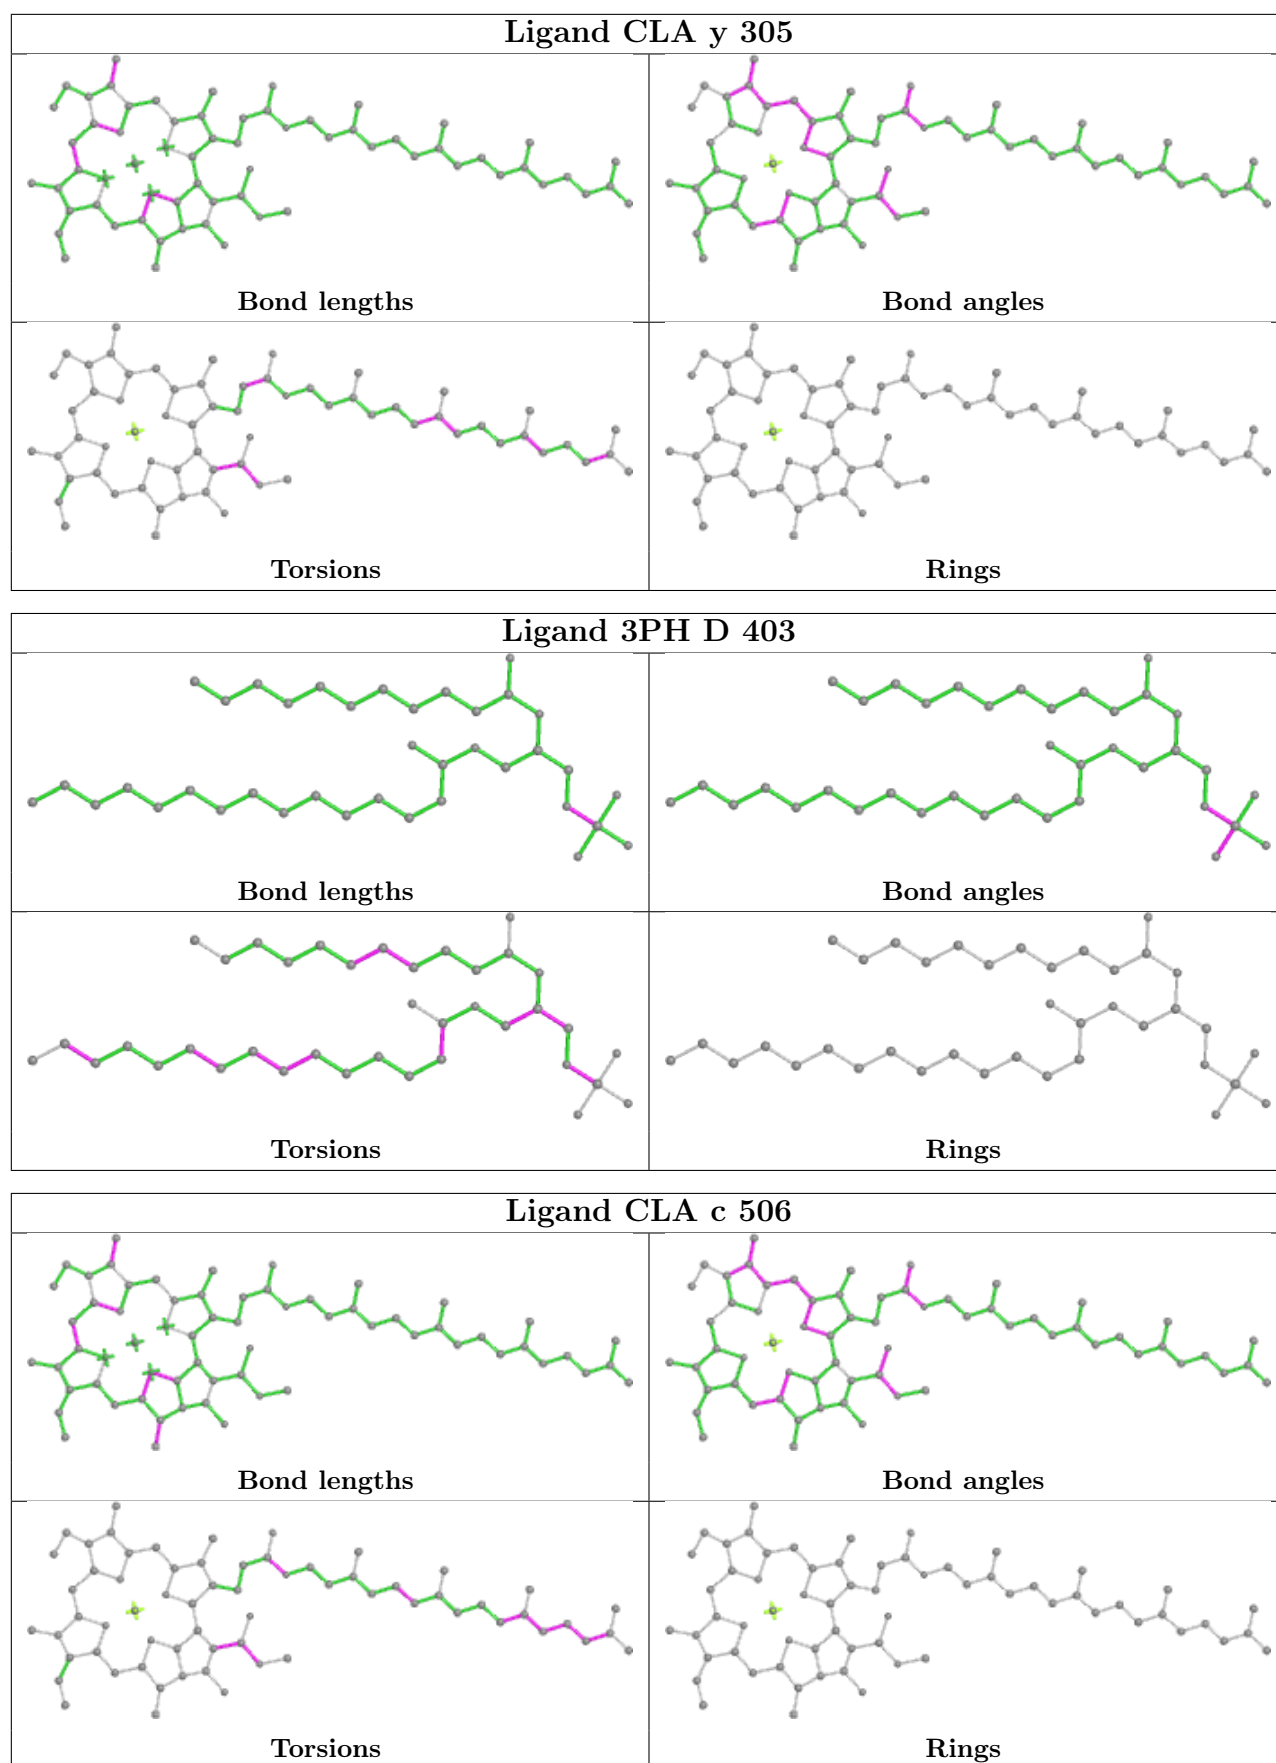 Ligand CLA y 305
Bond lengths
Bond angles
Torsions
Rings
Ligand 3PH D 403
Bond lengths
Bond angles
Torsions
Rings
Ligand CLA c 506
Bond lengths
Bond angles
Torsions
Rings